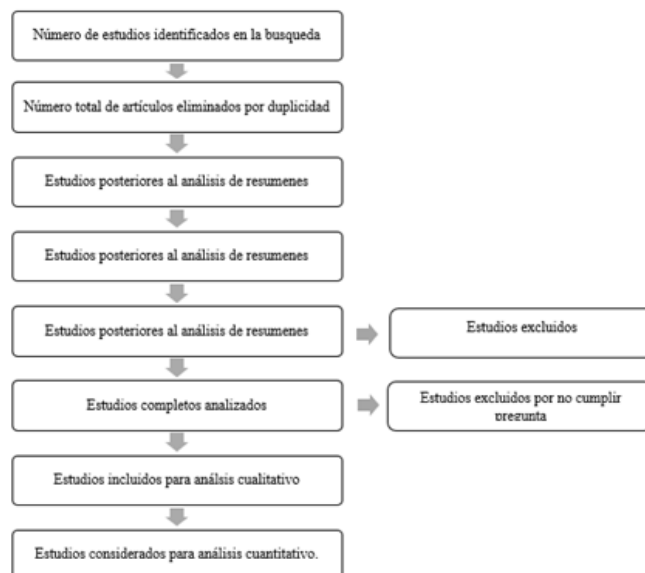 Número de estudios identificados en la busqueda
Número total de artículos eliminados por duplicidad
Estudios posteriores al análisis de resumenes
Estudios posteriores al análisis de resumenes
Estudios posteriores al análisis de resumenes
Estudios excluidos
Estudios completos analizados
Estudios excluidos por no cumplir
pregunta
Estudios incluidos para análsis cualitativo
Estudios considerados para análisis cuantitativo.